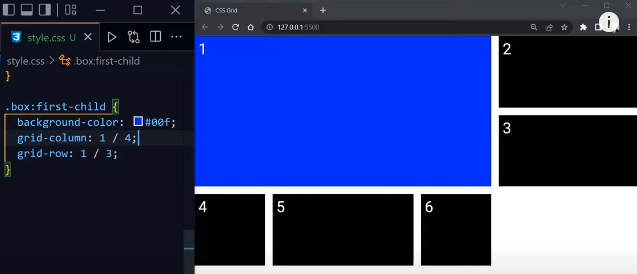 style.css U
style.css > .box:first-child
}
.box:first-child {
background-color: #00f;
grid-column: 1 / 4;
grid-row: 1 / 3;
}
CSS Grid
127.0.0.1:5500
1
2
3
4
5
6